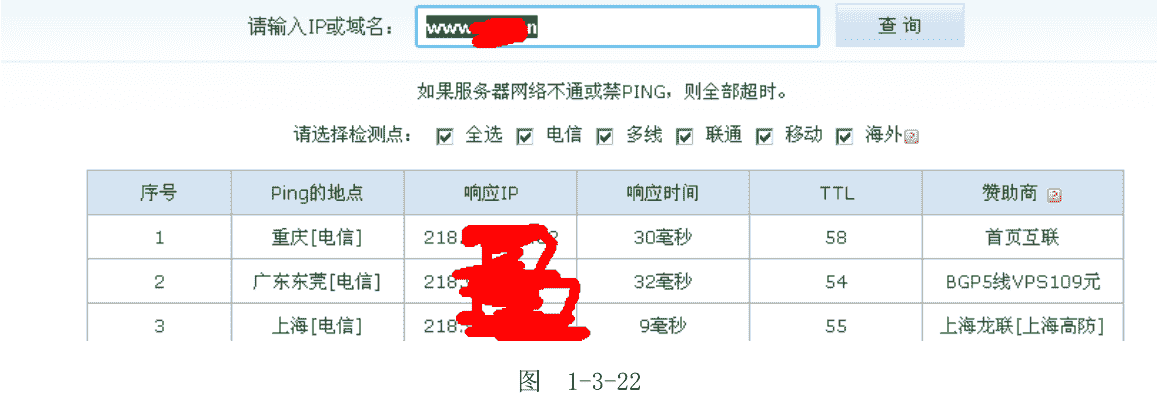 请输入IP或域名： www n 查 询
如果服务器网络不通或禁PING，则全部超时。
请选择检测点： 全选 电信 多线 联通 移动 海外
序号 Ping的地点 响应IP 响应时间 TTL 赞助商
1 重庆[电信] 218. 30毫秒 58 首页互联
2 广东东莞[电信] 218. 32毫秒 54 BGP5线VPS109元
3 上海[电信] 218. 9毫秒 55 上海龙联[上海高防]
图 1-3-22